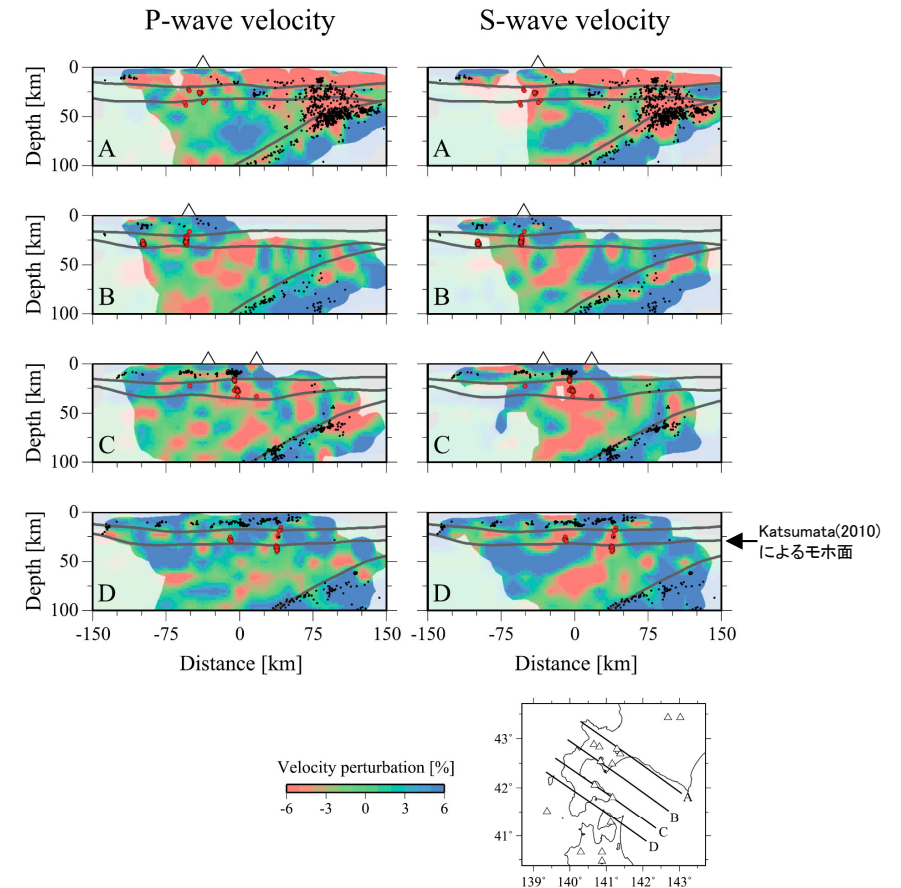 P-wave velocity
S-wave velocity
Depth [km]
0
50
100
A
A
Depth [km]
0
50
100
B
B
Depth [km]
0
50
100
C
C
Depth [km]
0
50
100
D
D
Katsumata(2010)
によるモホ面
-150 -75 0 75 150
-150 -75 0 75 150
Distance [km]
Distance [km]
Velocity perturbation [%]
-6 -3 0 3 6
43°
42°
41°
A
B
C
D
139° 140° 141° 142° 143°